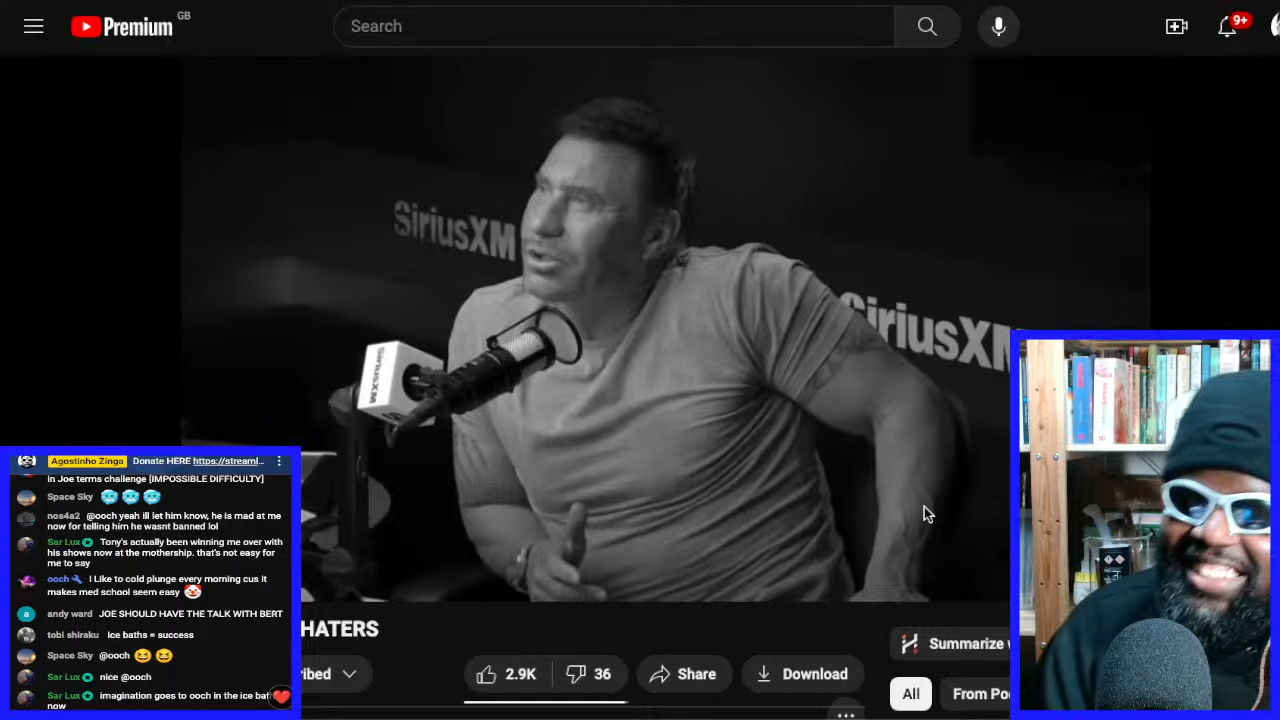 Premium
GB
Search
9+
SiriusXM
SiriusXM
SiriusXM
Agostinho Zinga Donate HERE https://streaml...
In Joe terms challenge [IMPOSSIBLE DIFFICULTY]
Space Sky
nos4a2 @ooch yeah ill let him know, he is mad at me
now for telling him he wasnt banned lol
Sar Lux Tony's actually been winning me over with
his shows now at the mothership. that's not easy for
me to say
ooch I Like to cold plunge every morning cus it
makes med school seem easy
andy ward JOE SHOULD HAVE THE TALK WITH BERT
tobi shiraku ice baths = success
Space Sky @ooch
Sar Lux nice @ooch
Sar Lux imagination goes to ooch in the ice bath
now
HATERS
2.9K
36
Share
Download
Summarize
All
From